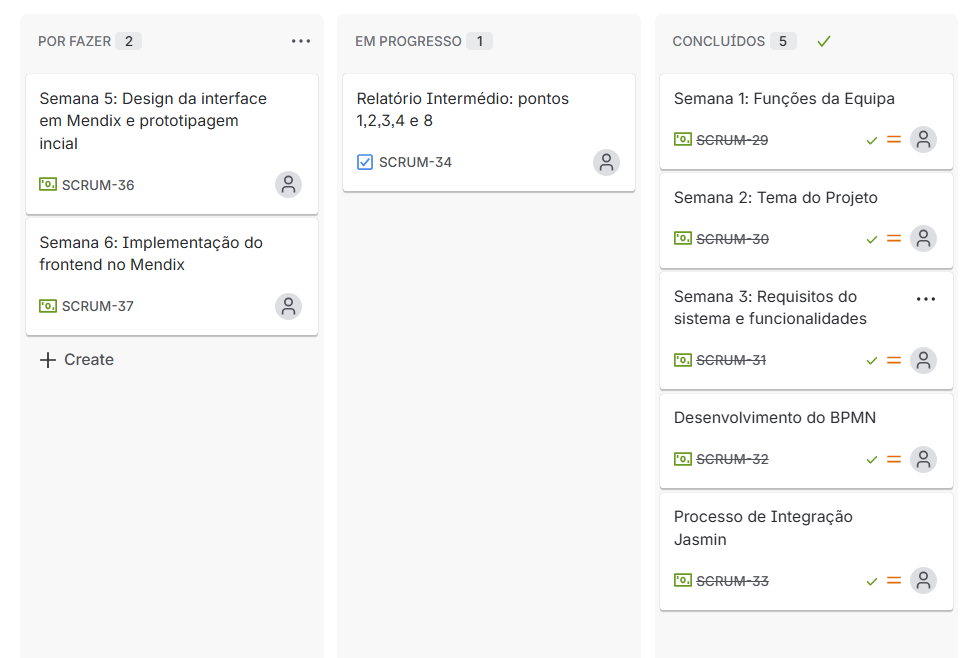 POR FAZER 2
Semana 5: Design da interface
em Mendix e prototipagem
incial
SCRUM-36
Semana 6: Implementação do
frontend no Mendix
SCRUM-37
Create
EM PROGRESSO 1
Relatório Intermédio: pontos
1,2,3,4 e 8
SCRUM-34
CONCLUÍDOS 5
Semana 1: Funções da Equipa
SCRUM-29
Semana 2: Tema do Projeto
SCRUM-30
Semana 3: Requisitos do
sistema e funcionalidades
SCRUM-31
Desenvolvimento do BPMN
SCRUM-32
Processo de Integração
Jasmin
SCRUM-33